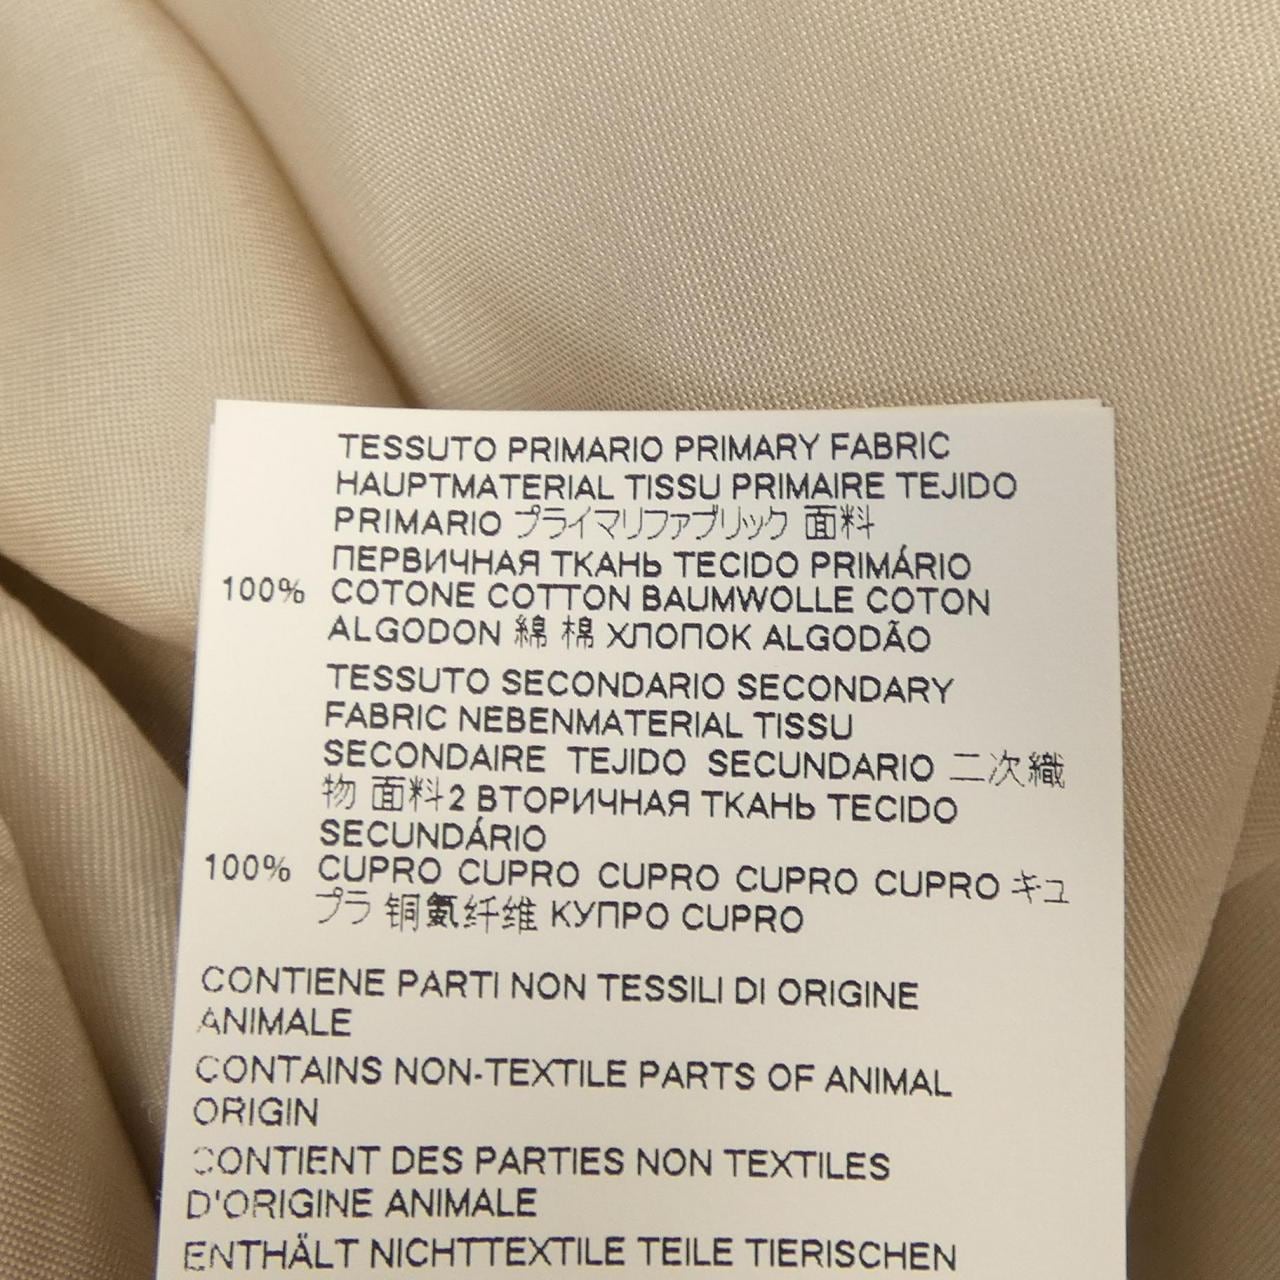 TESSUTO PRIMARIO PRIMARY FABRIC
HAUPTMATERIAL TISSU PRIMAIRE TEJIDO
PRIMARIO プライマリファブリック 面料
ПЕРВИЧНАЯ ТКАНЬ TECIDO PRIMÁRIO
100% COTONE COTTON BAUMWOLLE COTON
ALGODON 綿 棉 ХЛОПОК ALGODÃO
TESSUTO SECONDARIO SECONDARY
FABRIC NEBENMATERIAL TISSU
SECONDAIRE TEJIDO SECUNDARIO 二次織
物 面料2 ВТОРИЧНАЯ ТКАНЬ TECIDO
SECUNDÁRIO
100% CUPRO CUPRO CUPRO CUPRO CUPRO キュ
プラ 铜氨纤维 КУПРО CUPRO
CONTIENE PARTI NON TESSILI DI ORIGINE
ANIMALE
CONTAINS NON-TEXTILE PARTS OF ANIMAL
ORIGIN
CONTIENT DES PARTIES NON TEXTILES
D'ORIGINE ANIMALE
ENTHÄLT NICHTTEXTILE TEILE TIERISCHEN